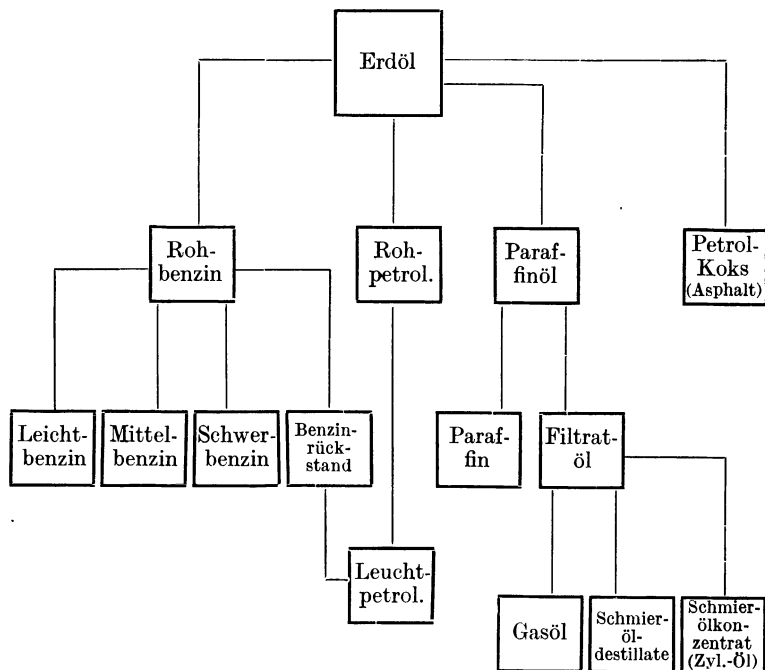 Erdöl
Roh-
benzin
Roh-
petrol.
Paraf-
finöl
Petrol-
Koks
(Asphalt)
Leicht-
benzin
Mittel-
benzin
Schwer-
benzin
Benzin-
rück-
stand
Paraf-
fin
Filtrat-
öl
Leucht-
petrol.
Gasöl
Schmier-
öl-
destillate
Schmier-
ölkon-
zentrat
(Zyl.-Öl)